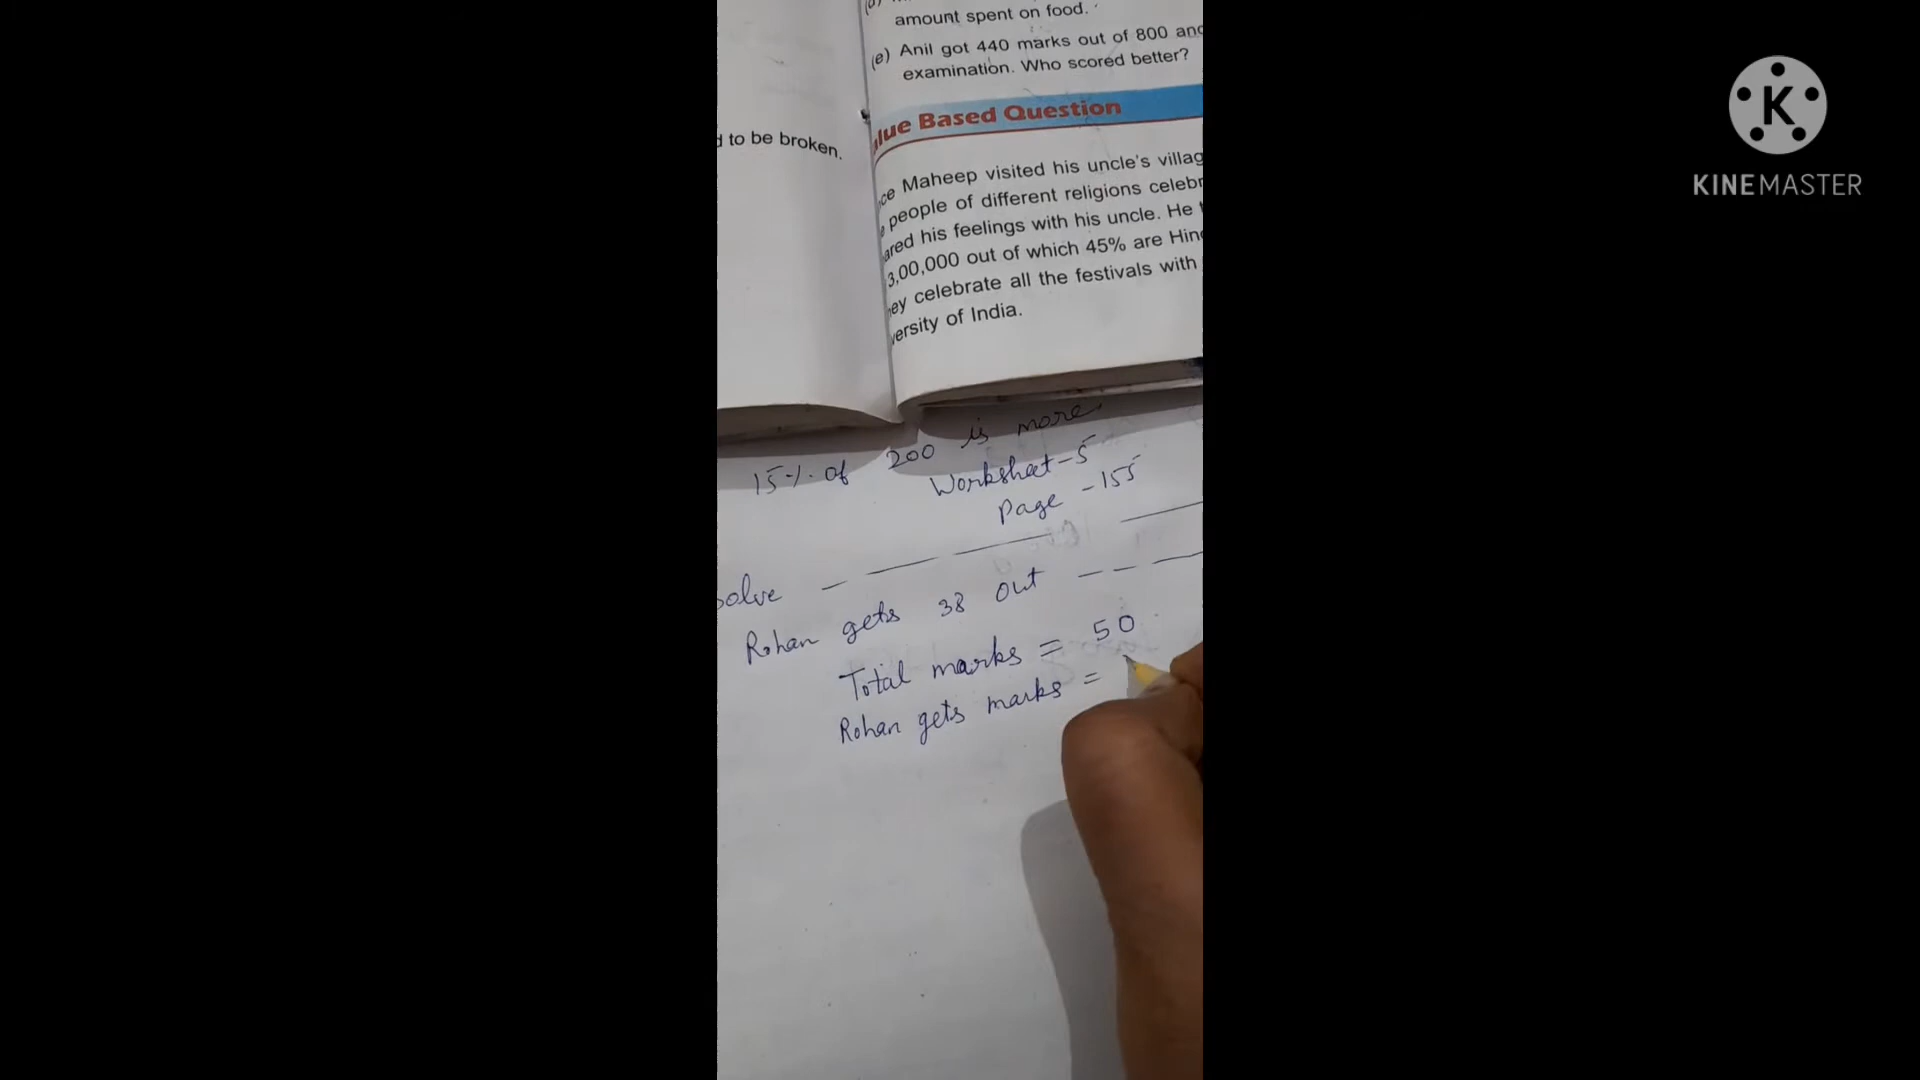 amount spent on food.
(e) Anil got 440 marks out of 800 and
examination. Who scored better?
lue Based Question
d to be broken.
ce Maheep visited his uncle's villag
e people of different religions celebr
ared his feelings with his uncle. He t
3,00,000 out of which 45% are Hind
ey celebrate all the festivals with
versity of India.
15% of 200 is more.
Worksheet-5
Page -155
Solve
Rohan gets 38 out
Total marks = 50
Rohan gets marks =
K
KINEMASTER